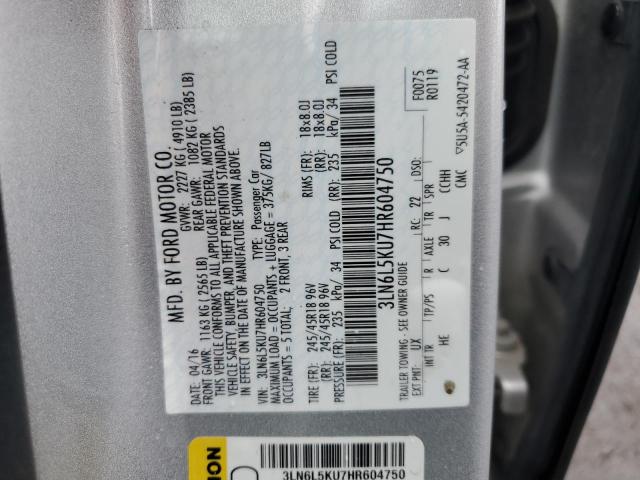 MFD. BY FORD MOTOR CO.
DATE: 04/16 GVWR: 2227 KG ( 4910 LB)
FRONT GAWR: 1163 KG ( 2565 LB) REAR GAWR: 1082 KG ( 2385 LB)
THIS VEHICLE CONFORMS TO ALL APPLICABLE FEDERAL MOTOR
VEHICLE SAFETY, BUMPER, AND THEFT PREVENTION STANDARDS
IN EFFECT ON THE DATE OF MANUFACTURE SHOWN ABOVE.
VIN: 3LN6L5KU7HR604750 TYPE: Passenger Car
MAXIMUM LOAD = OCCUPANTS + LUGGAGE = 375KG/ 827LB
OCCUPANTS = 5 TOTAL: 2 FRONT, 3 REAR
TIRE (FR): 245/45R18 96V RIMS (FR): 18x8.0J
(RR): 245/45R18 96V (RR): 18x8.0J
PRESSURE (FR): 235 kPa/ 34 PSI COLD (RR): 235 kPa/ 34 PSI COLD
3LN6L5KU7HR604750
TRAILER TOWING - SEE OWNER GUIDE
F0075
R0119
EXT PNT: UX RC: 22 DSO:
INT TR TP/PS R AXLE TR SPR
HE C 30 J CCHH
CMC ▽5U5A-5420472-AA
3LN6L5KU7HR604750